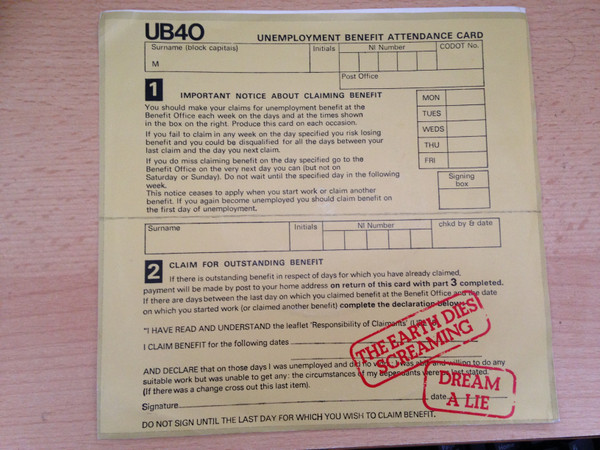 UB40 UNEMPLOYMENT BENEFIT ATTENDANCE CARD
Surname (block capitals) Initials NI Number CODOT No.
M
Post Office
1 IMPORTANT NOTICE ABOUT CLAIMING BENEFIT
You should make your claims for unemployment benefit at the
Benefit Office each week on the days and at the times shown
in the box on the right. Produce this card on each occasion.
If you fail to claim in any week on the day specified you risk losing
benefit and you could be disqualified for all the days between your
last claim and the day you next claim.
If you do miss claiming benefit on the day specified go to the
Benefit Office on the very next day you can (but not on
Saturday or Sunday). Do not wait until the specified day in the following
week.
This notice ceases to apply when you start work or claim another
benefit. If you again become unemployed you should claim benefit on
the first day of unemployment.
MON
TUES
WEDS
THUR
FRI
Signing
box
Surname Initials NI Number chkd by & date
2 CLAIM FOR OUTSTANDING BENEFIT
If there is outstanding benefit in respect of days for which you have already claimed,
payment will be made by post to your home address on return of this card with part 3 completed.
If there are days between the last day on which you claimed benefit at the Benefit Office and the date
on which you started work (or claimed another benefit) complete the declaration below.
"I HAVE READ AND UNDERSTAND the leaflet 'Responsibility of Claimants'
I CLAIM BENEFIT for the following dates
AND DECLARE that on those days I was unemployed and did no work. I was able and willing to do any
suitable work but was unable to get any: the circumstances of my dependants were as last stated.
(If there was a change cross out this last item).
Signature date
DO NOT SIGN UNTIL THE LAST DAY FOR WHICH YOU WISH TO CLAIM BENEFIT.
THE EARTH DIES
SCREAMING
DREAM
A LIE